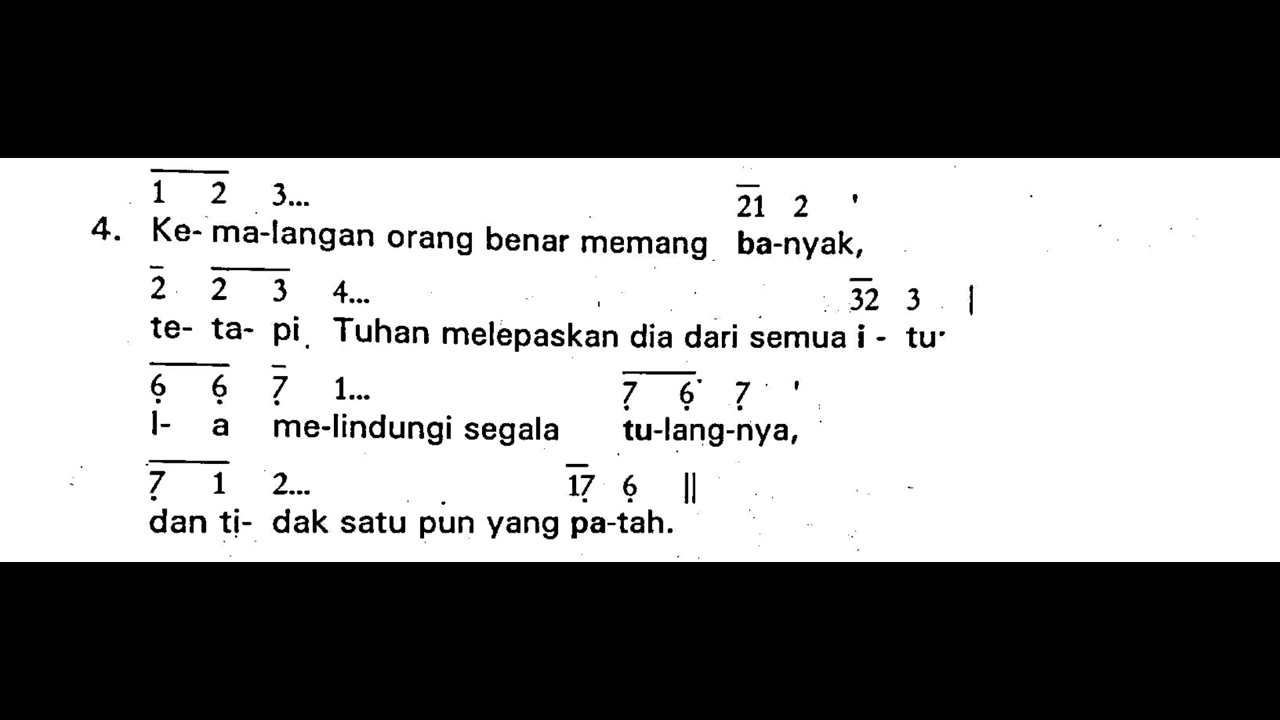 1 2 3... 21 2 '
4. Ke- ma-langan orang benar memang ba-nyak,
2 2 3 4... 32 3 |
te- ta- pi Tuhan melepaskan dia dari semua i - tu
6̣ 6̣ 7̣ 1... 7̣ 6̣ 7̣ '
I- a me-lindungi segala tu-lang-nya,
7̣ 1 2... 17̣ 6̣ ||
dan ti- dak satu pun yang pa-tah.